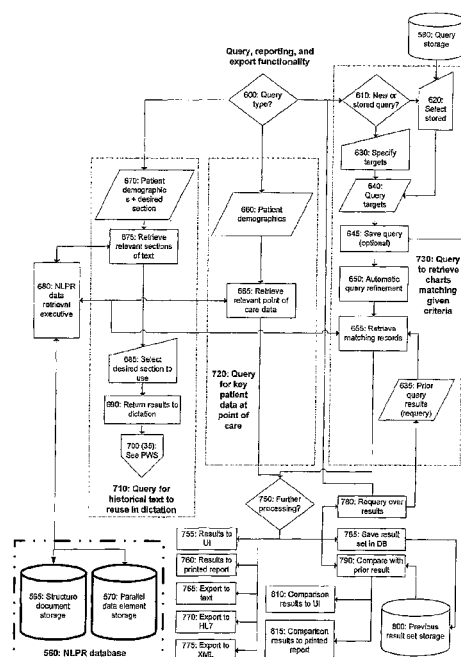 Query, reporting, and
export functionality
580: Query
storage
600: Query
type?
610: New or
stored query?
620:
Select
stored
630: Specify
targets
640:
Query
targets
670: Patient
demographic
s + desired
section
660: Patient
demographics
645: Save query
(optional)
675: Retrieve
relevant sections
of text
730: Query
to retrieve
charts
matching
given
criteria
650: Automatic
query refinement
680: NLPR
data
retrieval
executive
665: Retrieve
relevant point of
care data
655: Retrieve
matching records
685: Select
desired section to
use
720: Query
for key
patient
data at
point of
care
635: Prior
query
results
(requery)
690: Return results to
dictation
700 (35):
See PWS
710: Query for
historical text to
reuse in dictation
750: Further
processing?
780: Requery over
results
755: Results to
UI
785: Save result
set in DB
760: Results to
printed report
790: Compare with
prior result
765: Export to
text
810: Comparison
results to UI
770: Export to
HL7
800: Previous
result set storage
815: Comparison
results to printed
report
775: Export to
XML
565: Structure
document
storage
570: Parallel
data element
storage
560: NLPR database